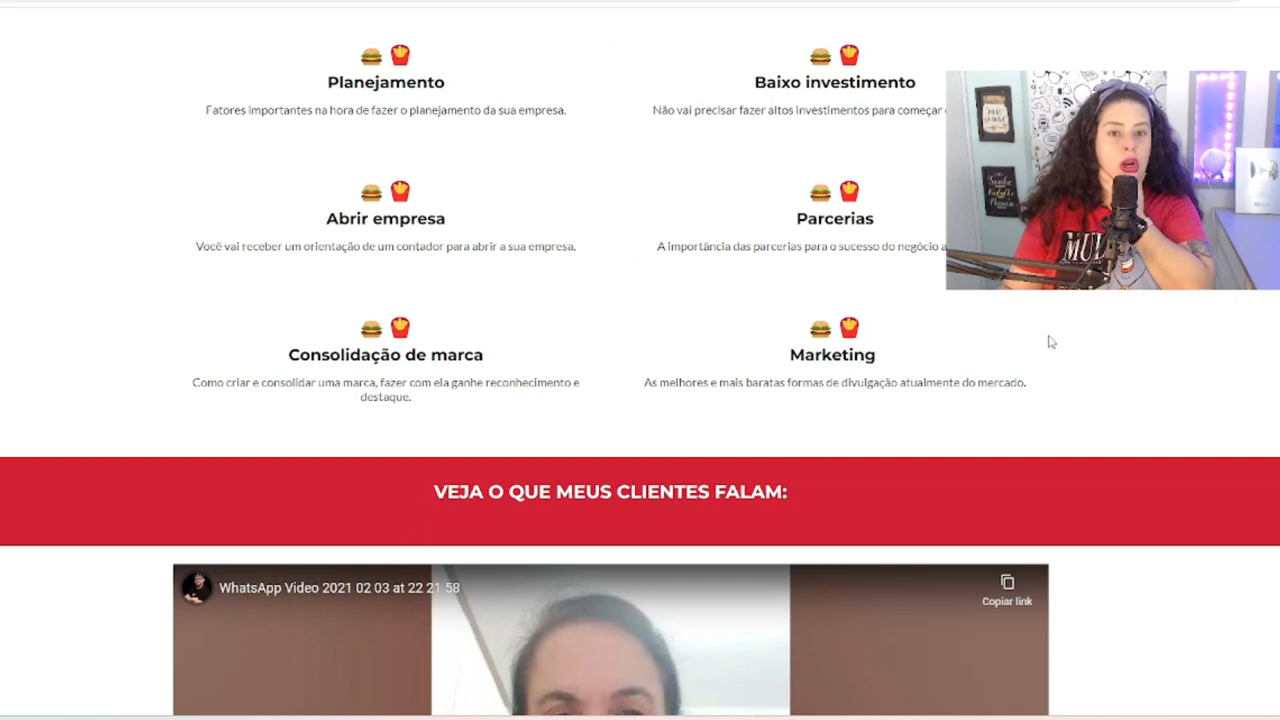 Planejamento
Fatores importantes na hora de fazer o planejamento da sua empresa.
Baixo investimento
Não vai precisar fazer altos investimentos para começar
Abrir empresa
Você vai receber um orientação de um contador para abrir a sua empresa.
Parcerias
A importância das parcerias para o sucesso do negócio
MUL
Consolidação de marca
Como criar e consolidar uma marca, fazer com ela ganhe reconhecimento e
destaque.
Marketing
As melhores e mais baratas formas de divulgação atualmente do mercado.
VEJA O QUE MEUS CLIENTES FALAM:
WhatsApp Video 2021 02 03 at 22 21 58
Copiar link